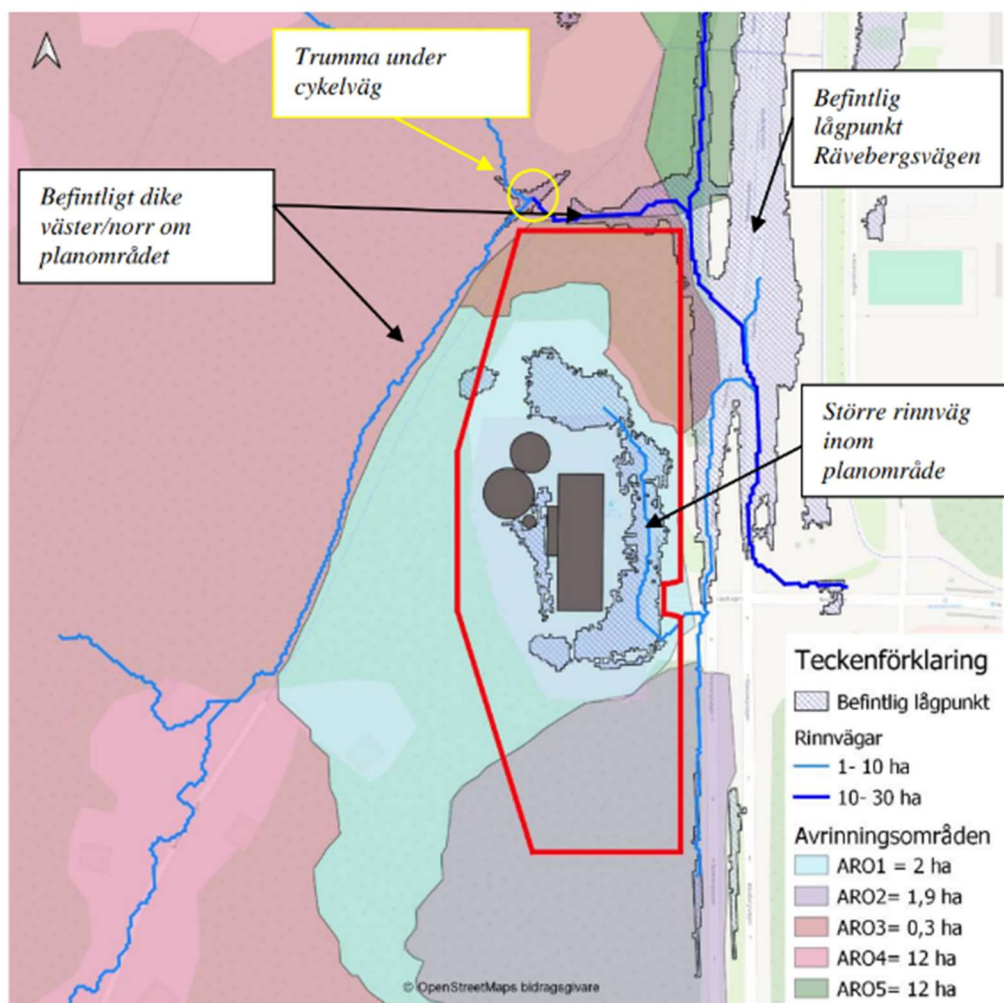 Trumma under
cykelväg
Befintlig
lågpunkt
Rävebergsvägen
Befintligt dike
väster/norr om
planområdet
Större rinnväg
inom
planområde
Teckenförklaring
Befintlig lågpunkt
Rinnvägar
1- 10 ha
10- 30 ha
Avrinningsområden
ARO1 = 2 ha
ARO2= 1,9 ha
ARO3= 0,3 ha
ARO4= 12 ha
ARO5= 12 ha
© OpenStreetMaps bidragsgivare